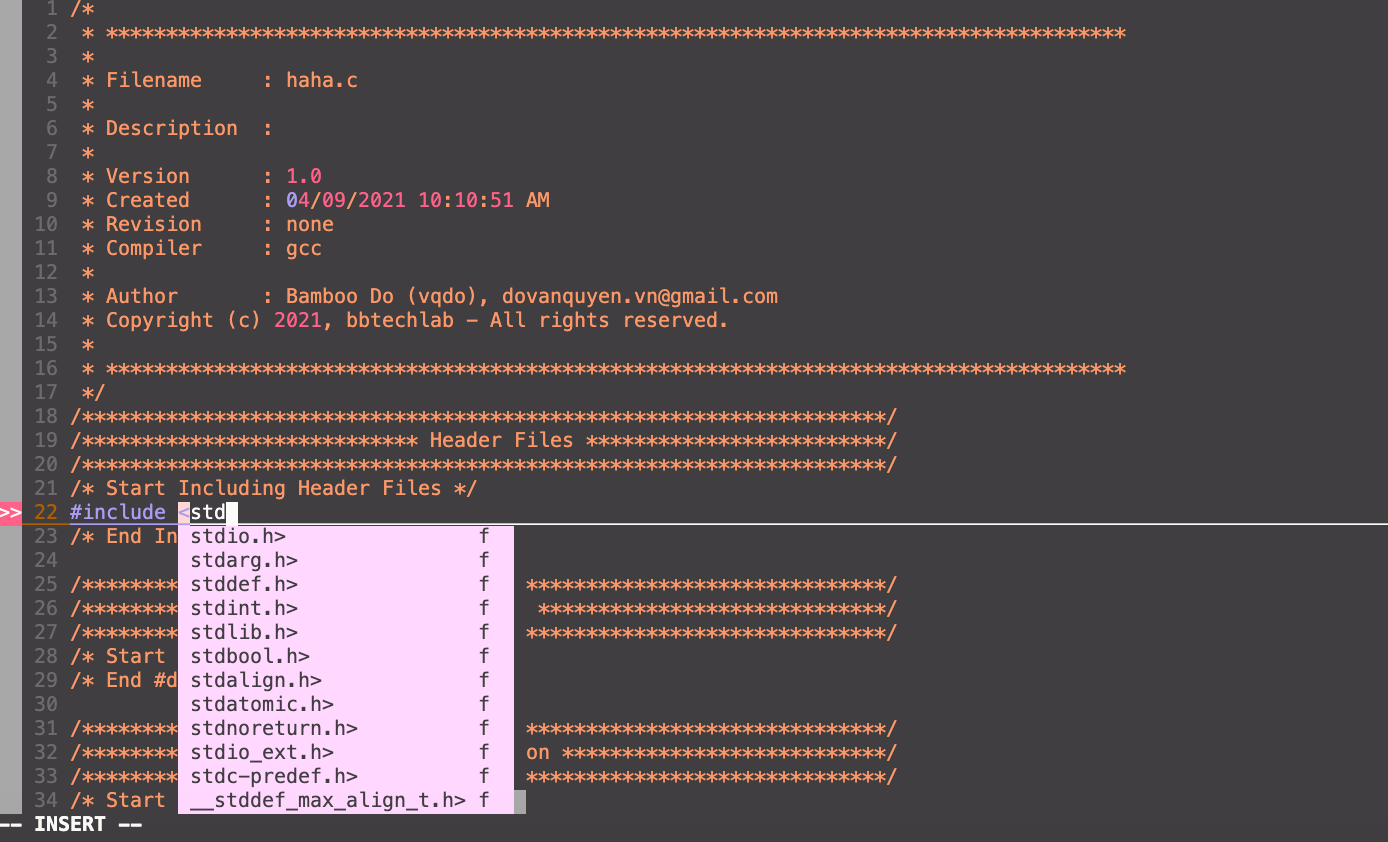 1 /*
2  * *************************************************************************************
3  *
4  * Filename     : haha.c
5  *
6  * Description  :
7  *
8  * Version      : 1.0
9  * Created      : 04/09/2021 10:10:51 AM
10  * Revision     : none
11  * Compiler     : gcc
12  *
13  * Author       : Bamboo Do (vqdo), dovanquyen.vn@gmail.com
14  * Copyright (c) 2021, bbtechlab - All rights reserved.
15  *
16  * *************************************************************************************
17  */
18 /*******************************************************************/
19 /**************************** Header Files *************************/
20 /*******************************************************************/
21 /* Start Including Header Files */
>> 22 #include <std
23 /* End In stdio.h> f
24 stdarg.h> f
25 /******** stddef.h> f ******************************/
26 /******** stdint.h> f *****************************/
27 /******** stdlib.h> f ******************************/
28 /* Start stdbool.h> f
29 /* End #d stdalign.h> f
30 stdatomic.h> f
31 /******** stdnoreturn.h> f ******************************/
32 /******** stdio_ext.h> f on ***************************/
33 /******** stdc-predef.h> f ******************************/
34 /* Start __stddef_max_align_t.h> f
-- INSERT --